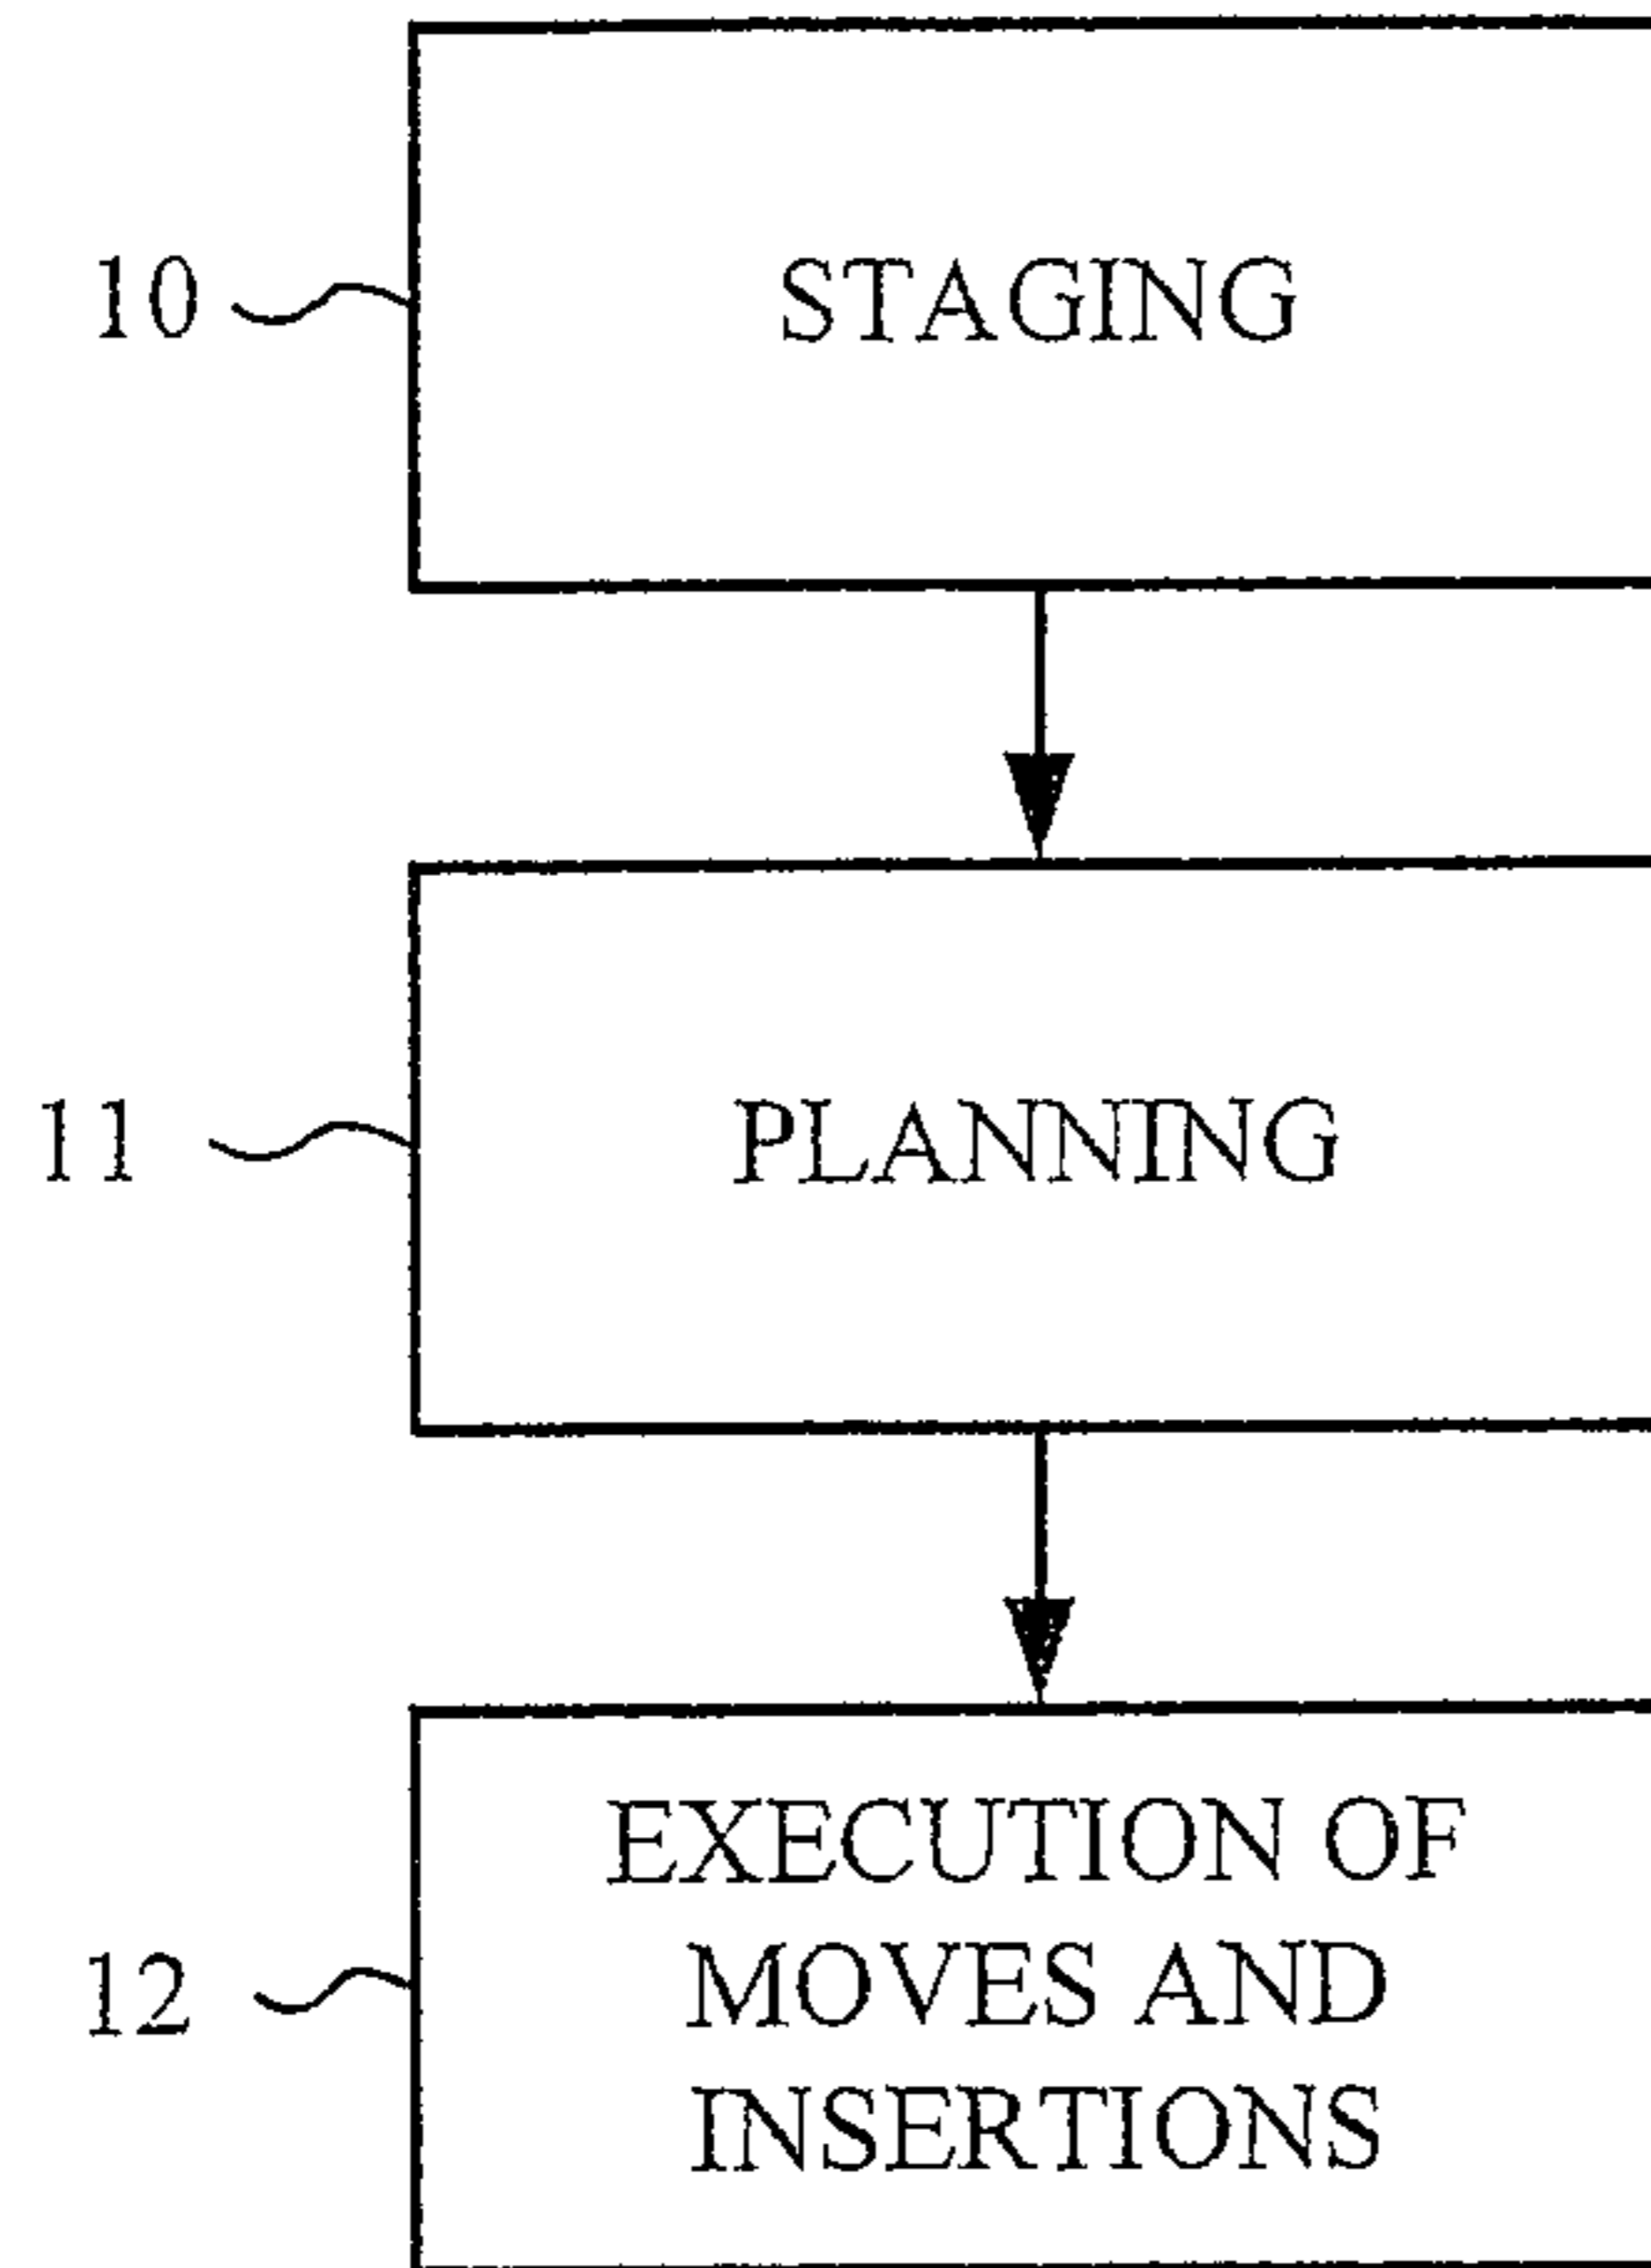 10
STAGING
11
PLANNING
EXECUTION OF
12
MOVES AND
INSERTIONS